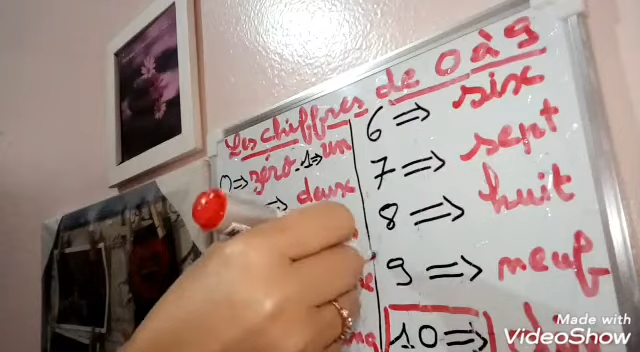 Les chiffres de 0 à 9
0 => zéro - 1 => un
=> deux
6 => six
7 => sept
8 => huit
9 => neuf
10 =>
Made with
VideoShow